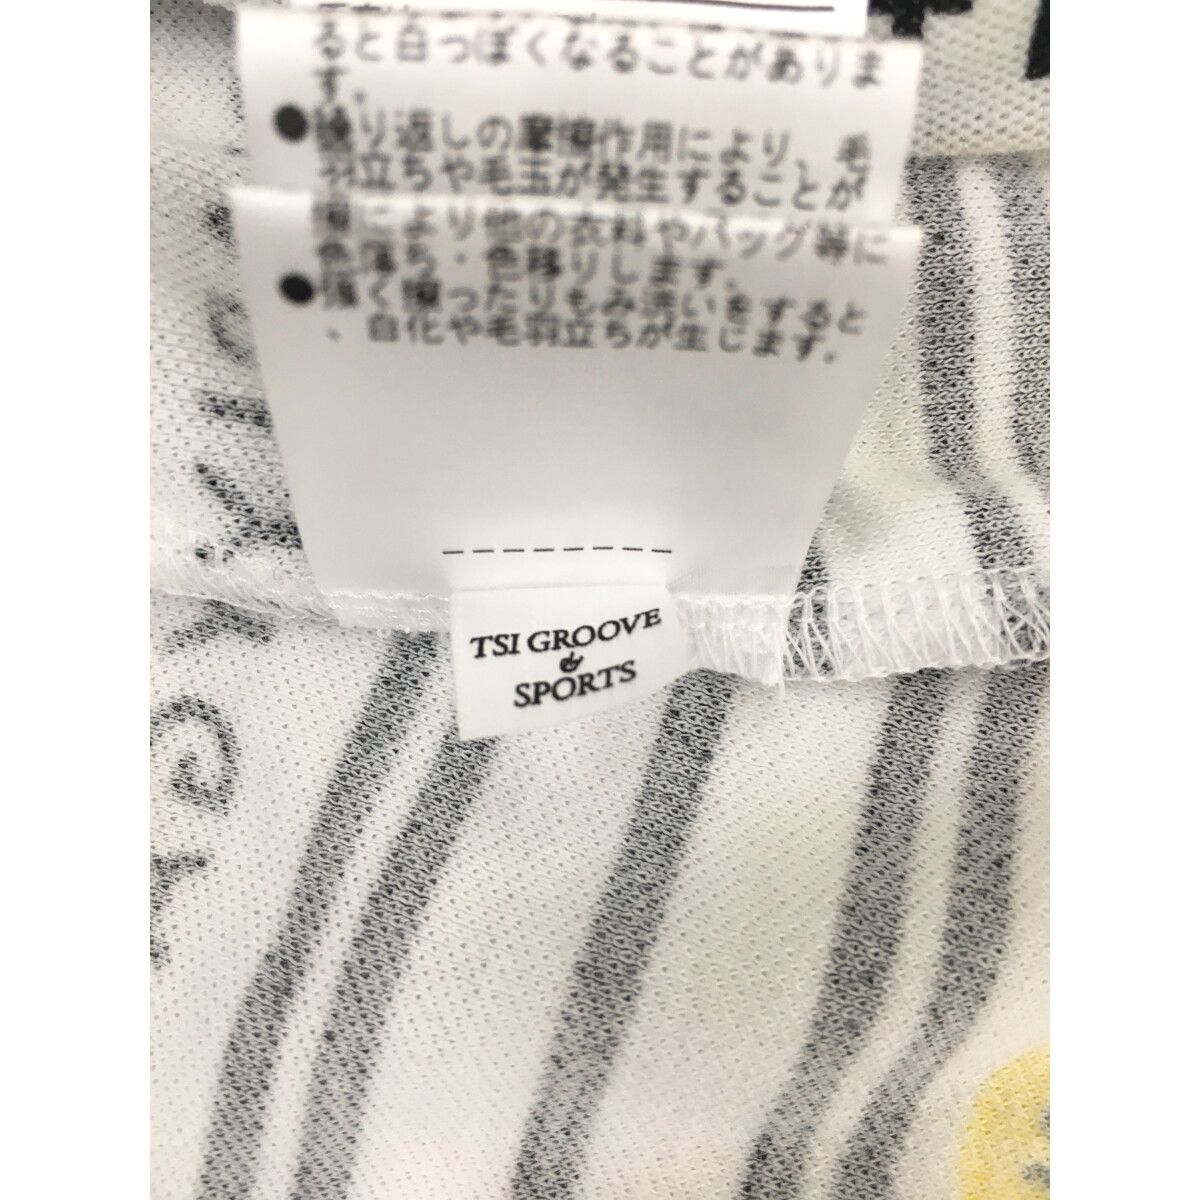 ると白っぽくなることがありま
す。
●繰り返しの摩擦作用により、毛
羽立ちや毛玉が発生することが
により他の衣料やバッグ等に
色落ち・色移りします。
●強く擦ったりもみ洗いをすると
、白化や毛羽立ちが生じます。
TSI GROOVE
&
SPORTS